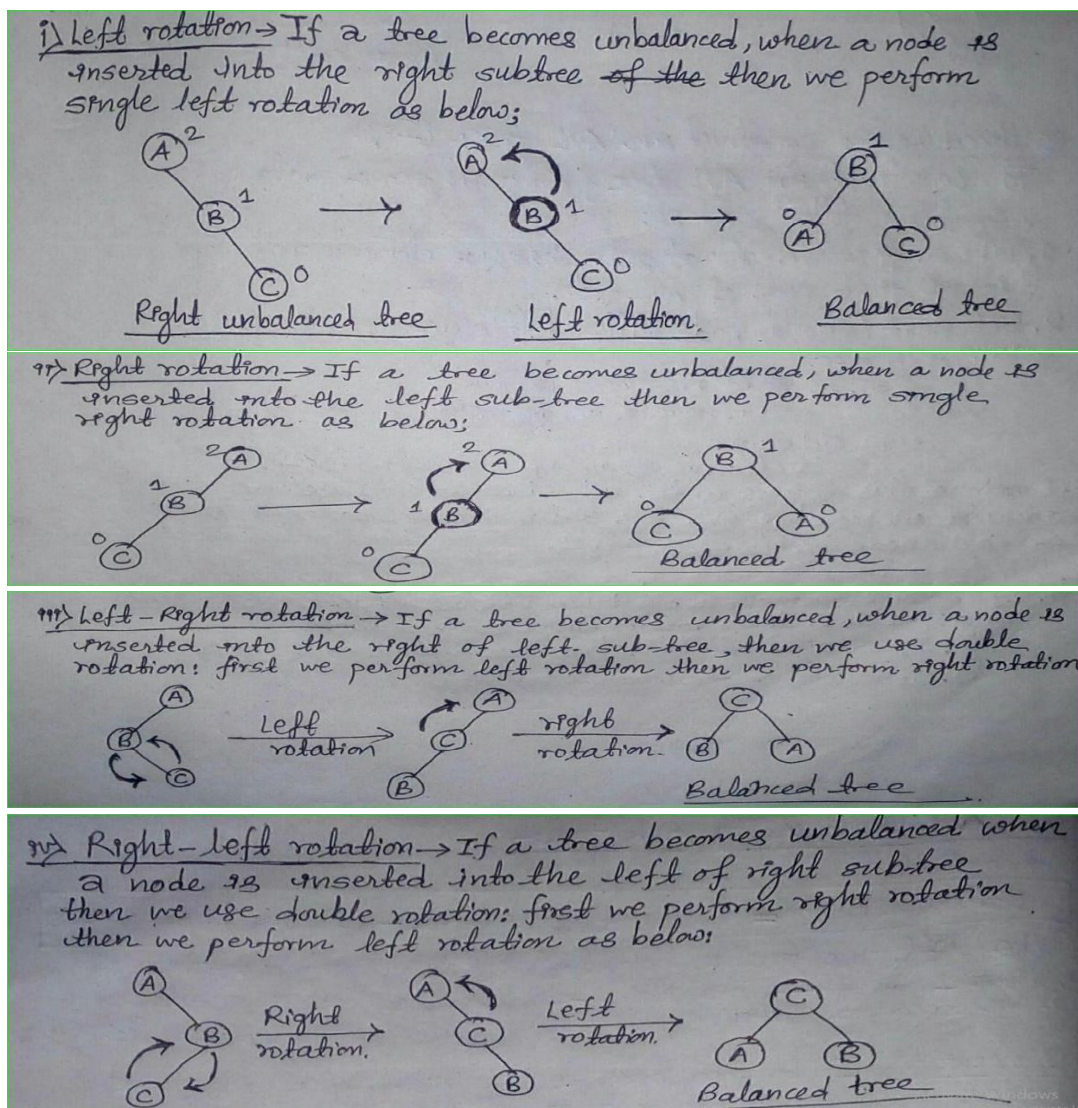 i) Left rotation → If a tree becomes unbalanced, when a node is
inserted into the right subtree of the then we perform
single left rotation as below;
A 2
B 1
C 0
A 2
B 1
C 0
B 1
0 A
C 0
Right unbalanced tree
Left rotation.
Balanced tree
ii) Right rotation → If a tree becomes unbalanced, when a node is
inserted into the left sub-tree then we perform single
right rotation as below;
2 A
1 B
0 C
2 A
1 B
0 C
B 1
0 C
A 0
Balanced tree
iii) Left-Right rotation → If a tree becomes unbalanced, when a node is
inserted into the right of left- sub-tree, then we use double
rotation: first we perform left rotation then we perform right rotation
A
B
C
Left
rotation
A
C
B
right
rotation.
C
B A
Balanced tree
iv) Right-left rotation → If a tree becomes unbalanced when
a node is inserted into the left of right sub-tree
then we use double rotation: first we perform right rotation
then we perform left rotation as below:
A
B
C
Right
rotation.
A
C
B
Left
rotation.
C
A B
Balanced tree